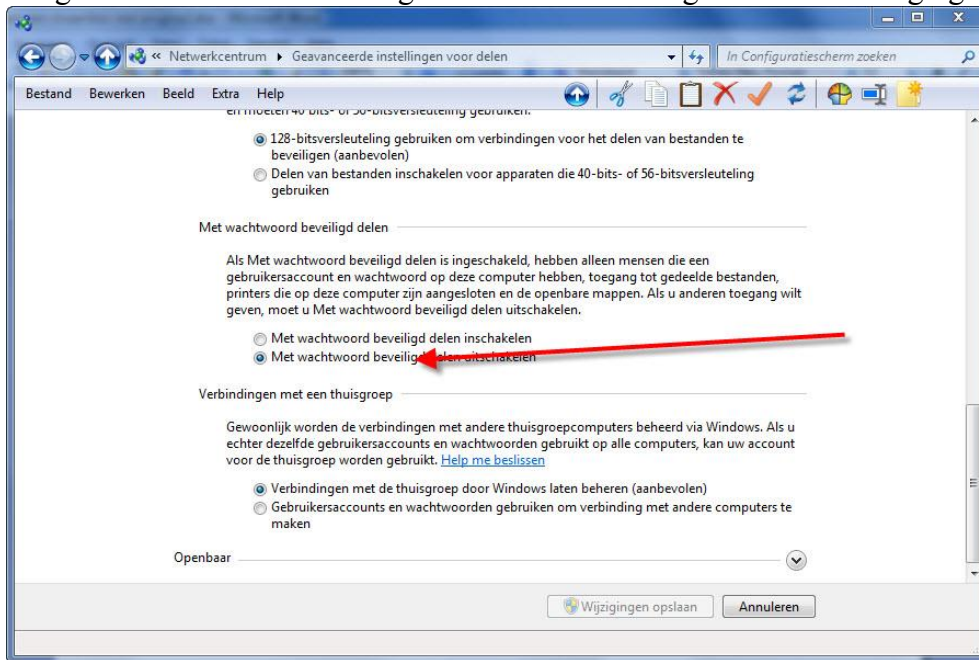 « Netwerkcentrum ▸ Geavanceerde instellingen voor delen
In Configuratiescherm zoeken
Bestand Bewerken Beeld Extra Help
en moeten 40-bits- of 56-bitsversleuteling gebruiken.
128-bitsversleuteling gebruiken om verbindingen voor het delen van bestanden te
beveiligen (aanbevolen)
Delen van bestanden inschakelen voor apparaten die 40-bits- of 56-bitsversleuteling
gebruiken
Met wachtwoord beveiligd delen
Als Met wachtwoord beveiligd delen is ingeschakeld, hebben alleen mensen die een
gebruikersaccount en wachtwoord op deze computer hebben, toegang tot gedeelde bestanden,
printers die op deze computer zijn aangesloten en de openbare mappen. Als u anderen toegang wilt
geven, moet u Met wachtwoord beveiligd delen uitschakelen.
Met wachtwoord beveiligd delen inschakelen
Met wachtwoord beveiligd delen uitschakelen
Verbindingen met een thuisgroep
Gewoonlijk worden de verbindingen met andere thuisgroepcomputers beheerd via Windows. Als u
echter dezelfde gebruikersaccounts en wachtwoorden gebruikt op alle computers, kan uw account
voor de thuisgroep worden gebruikt. Help me beslissen
Verbindingen met de thuisgroep door Windows laten beheren (aanbevolen)
Gebruikersaccounts en wachtwoorden gebruiken om verbinding met andere computers te
maken
Openbaar
Wijzigingen opslaan Annuleren